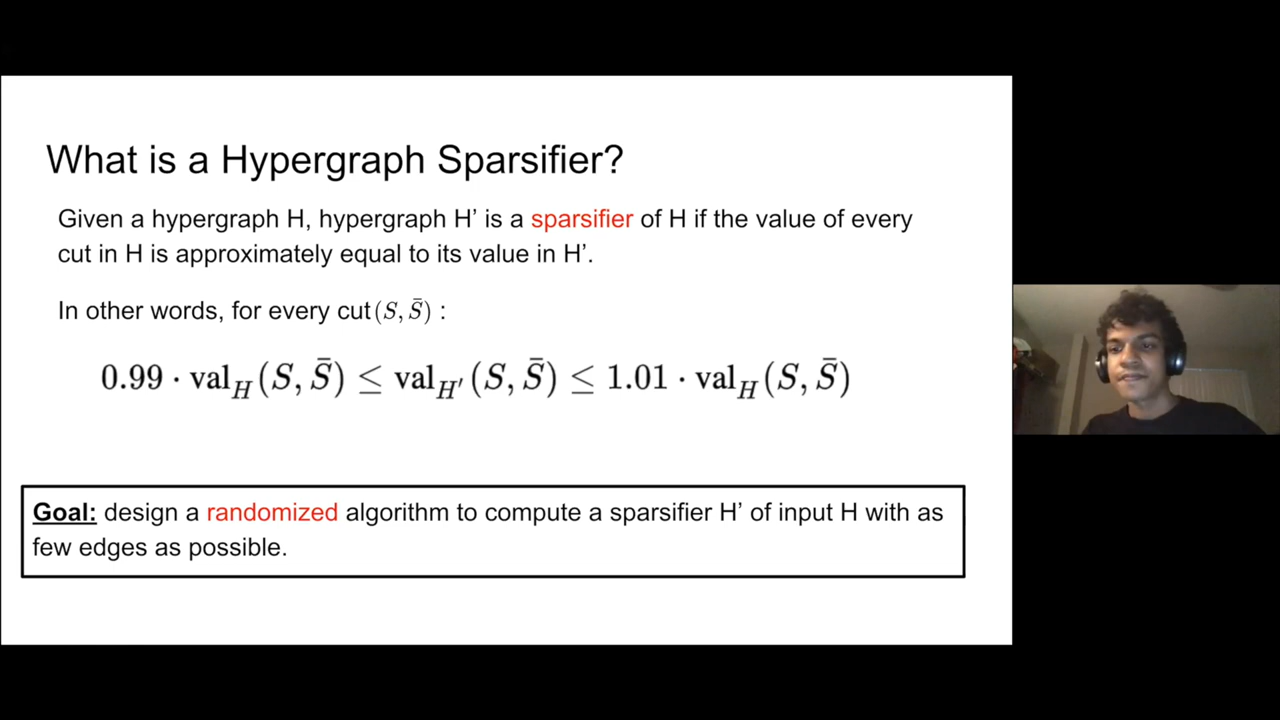 What is a Hypergraph Sparsifier?
Given a hypergraph H, hypergraph H’ is a sparsifier of H if the value of every
cut in H is approximately equal to its value in H’.
In other words, for every cut (S, S̄) :
0.99 · val_H(S, S̄) ≤ val_H′(S, S̄) ≤ 1.01 · val_H(S, S̄)
Goal: design a randomized algorithm to compute a sparsifier H’ of input H with as
few edges as possible.